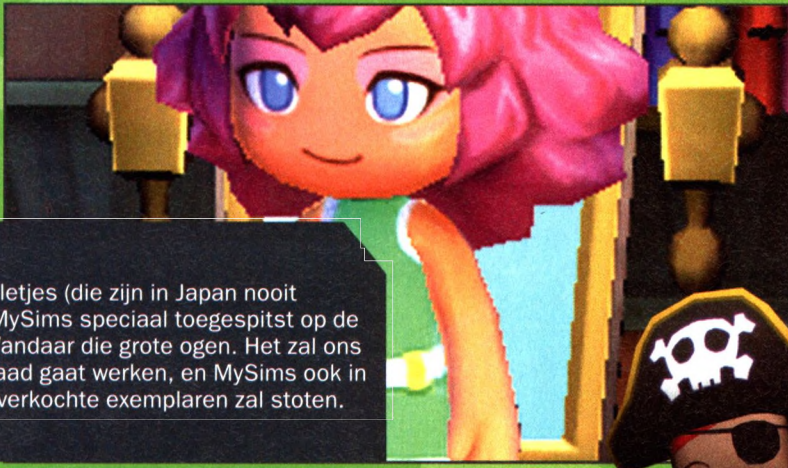 letjes (die zijn in Japan nooit
MySims speciaal toegespitst op de
andaar die grote ogen. Het zal ons
aad gaat werken, en MySims ook in
verkochte exemplaren zal stoten.